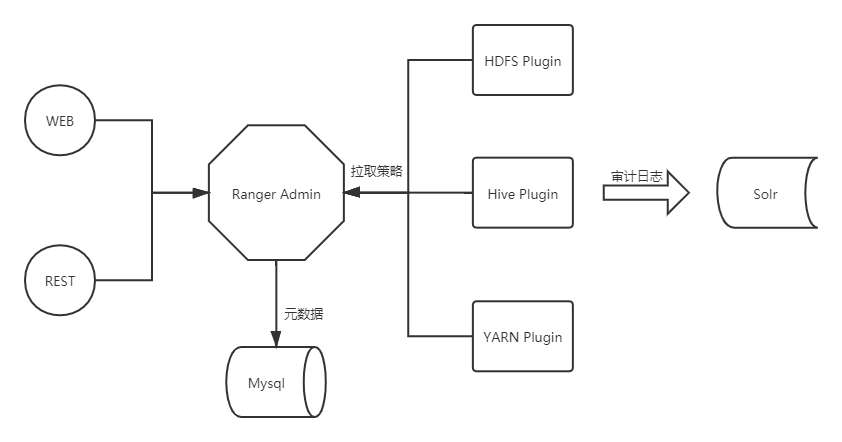 HDFS Plugin
WEB
拉取策略
Ranger Admin
Hive Plugin
审计日志
Solr
REST
元数据
YARN Plugin
Mysql